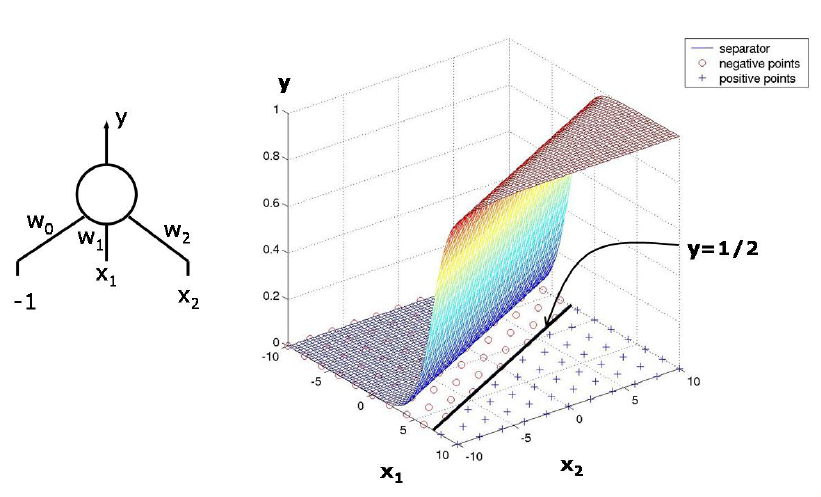 y
w0
w1
w2
-1
x1
x2
y
1
0.8
0.6
0.4
0.2
0
-10
-5
0
5
10
-10
-5
0
5
10
x1
x2
y=1/2
separator
negative points
positive points